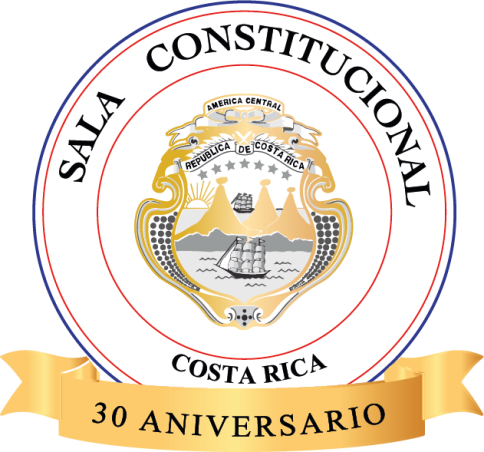 SALA CONSTITUCIONAL
AMERICA CENTRAL
REPUBLICA DE COSTA RICA
COSTA RICA
30 ANIVERSARIO